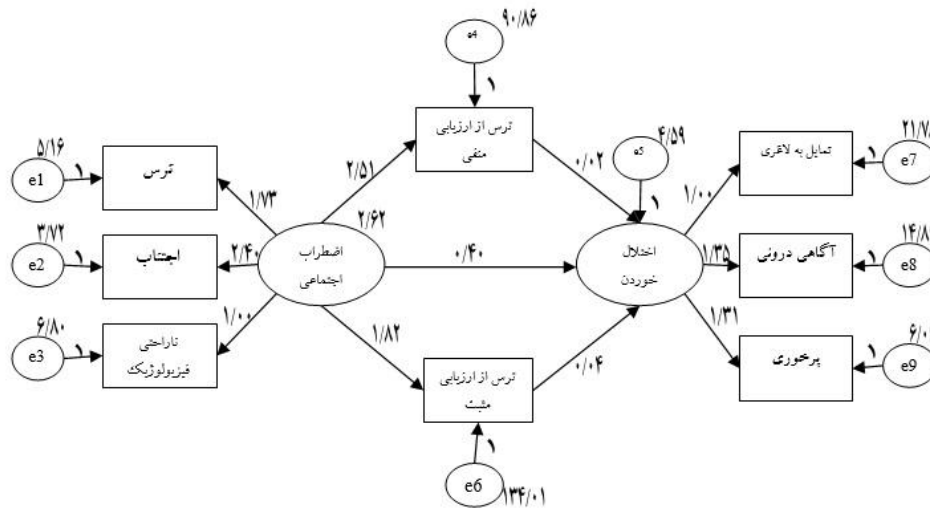 ۹۰/۸۶
e4
۱
ترس از ارزیابی
منفی
۵/۱۶
e1
۱
ترس
۱/۷۳
۳/۷۲
e2
۱
اجتناب
۲/۴۰
۶/۸۰
e3
۱
ناراحتی
فیزیولوژیک
۱/۰۰
۲/۶۲
اضطراب
اجتماعی
۲/۵۱
۰/۴۰
۱/۸۲
۰/۰۲
۴/۵۹
e5
۱
اختلال
خوردن
۰/۰۴
ترس از ارزیابی
مثبت
۱
e6
۱۳۴/۰۱
۱/۰۰
تمایل به لاغری
۱
e7
۱/۳۵
آگاهی درونی
۱
e8
۱۴/۸
۱/۳۱
پرخوری
۱
e9
۶/۰